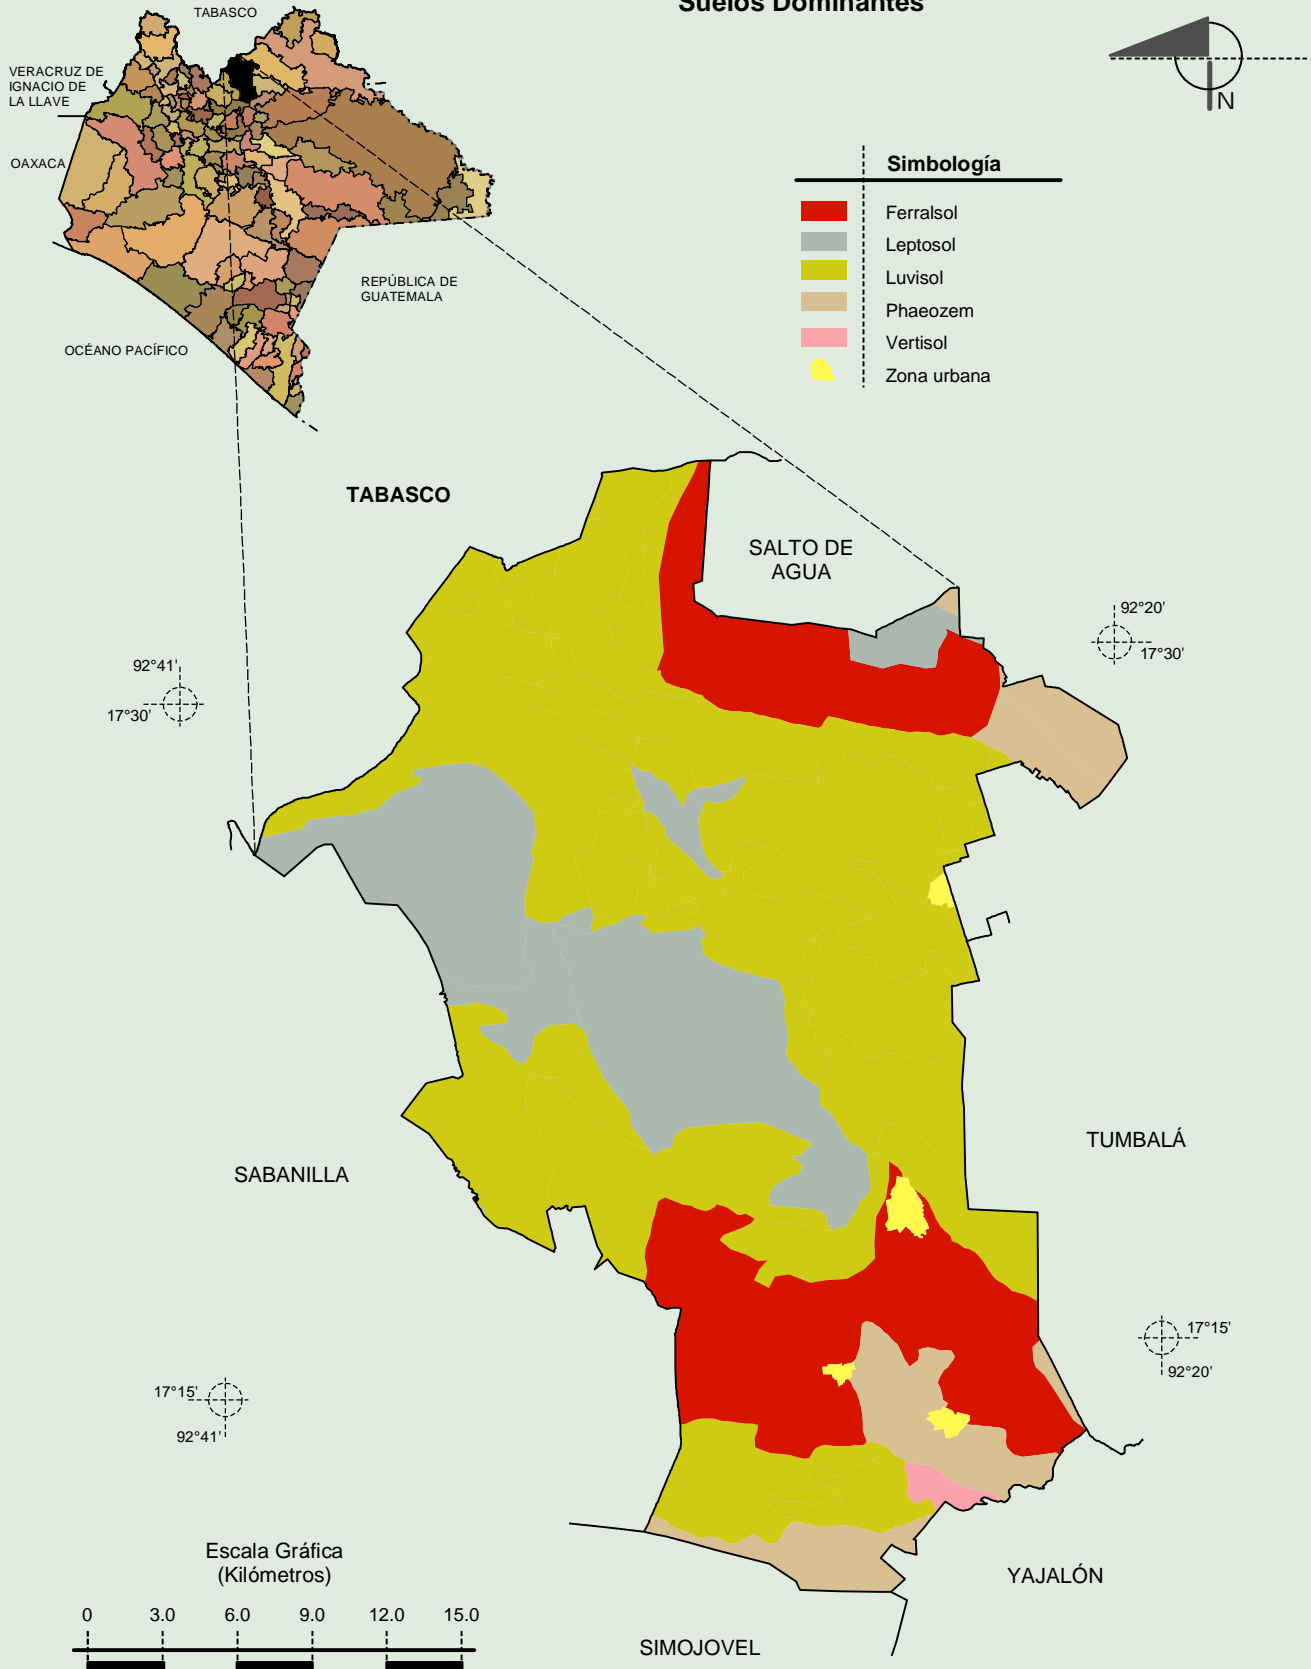 Suelos Dominantes
TABASCO
VERACRUZ DE
IGNACIO DE
LA LLAVE
OAXACA
REPÚBLICA DE
GUATEMALA
OCÉANO PACÍFICO
N
Simbología
Ferralsol
Leptosol
Luvisol
Phaeozem
Vertisol
Zona urbana
TABASCO
SALTO DE
AGUA
92°20'
17°30'
92°41'
17°30'
TUMBALÁ
SABANILLA
17°15'
92°20'
17°15'
92°41'
YAJALÓN
SIMOJOVEL
Escala Gráfica
(Kilómetros)
0 3.0 6.0 9.0 12.0 15.0